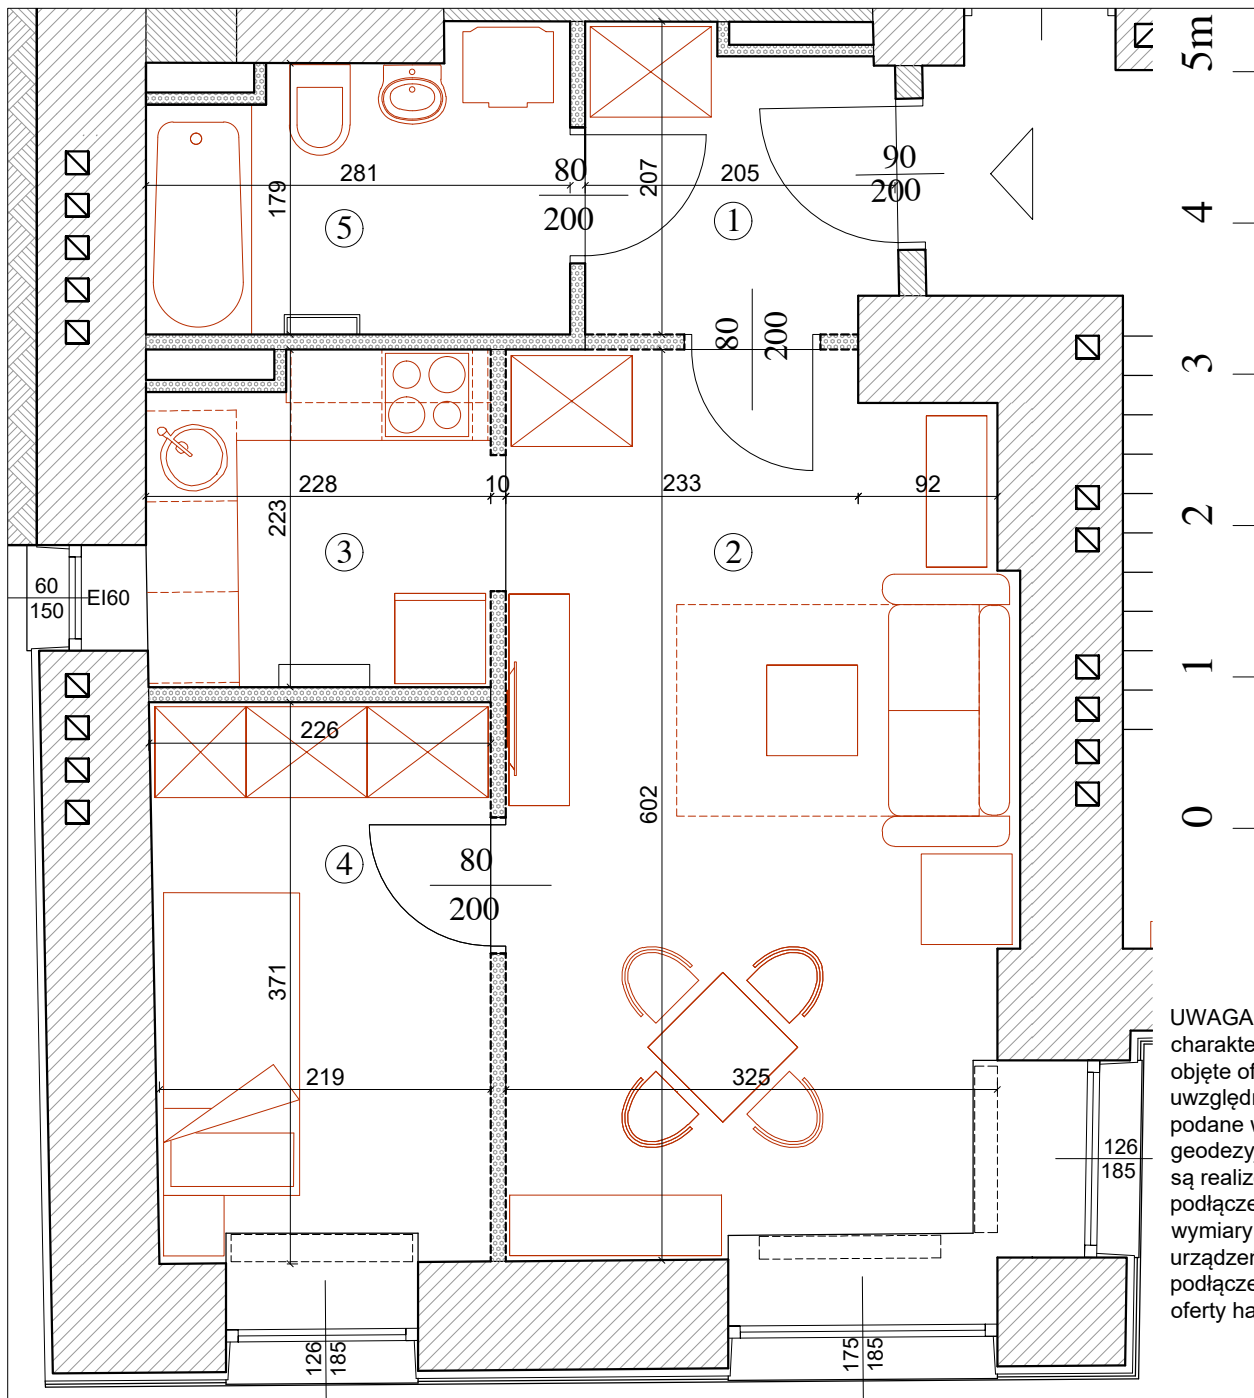 5m
4
3
2
1
0
281
179
5
80
200
207
205
1
90
200
80
200
228
10
233
92
223
3
2
60
150
EI60
226
602
4
80
200
371
219
325
126
185
126
185
175
185
UWAGA
charakte
objęte of
uwzględn
podane w
geodezy
są realiz
podłącze
wymiary
urządzen
podłącze
oferty ha